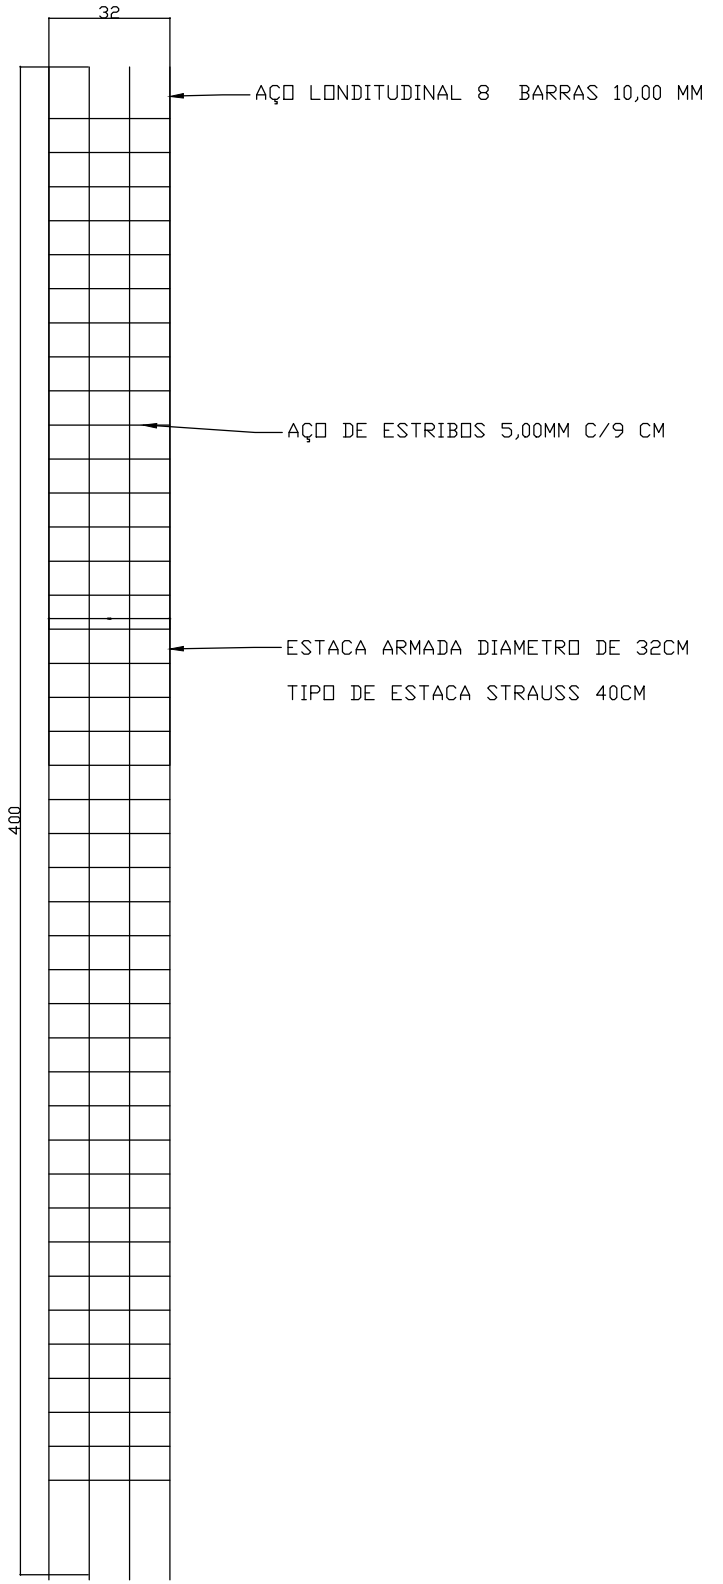 32
AÇO LONDITUDINAL 8 BARRAS 10,00 MM
AÇO DE ESTRIBOS 5,00MM C/9 CM
ESTACA ARMADA DIAMETRO DE 32CM
TIPO DE ESTACA STRAUSS 40CM
400